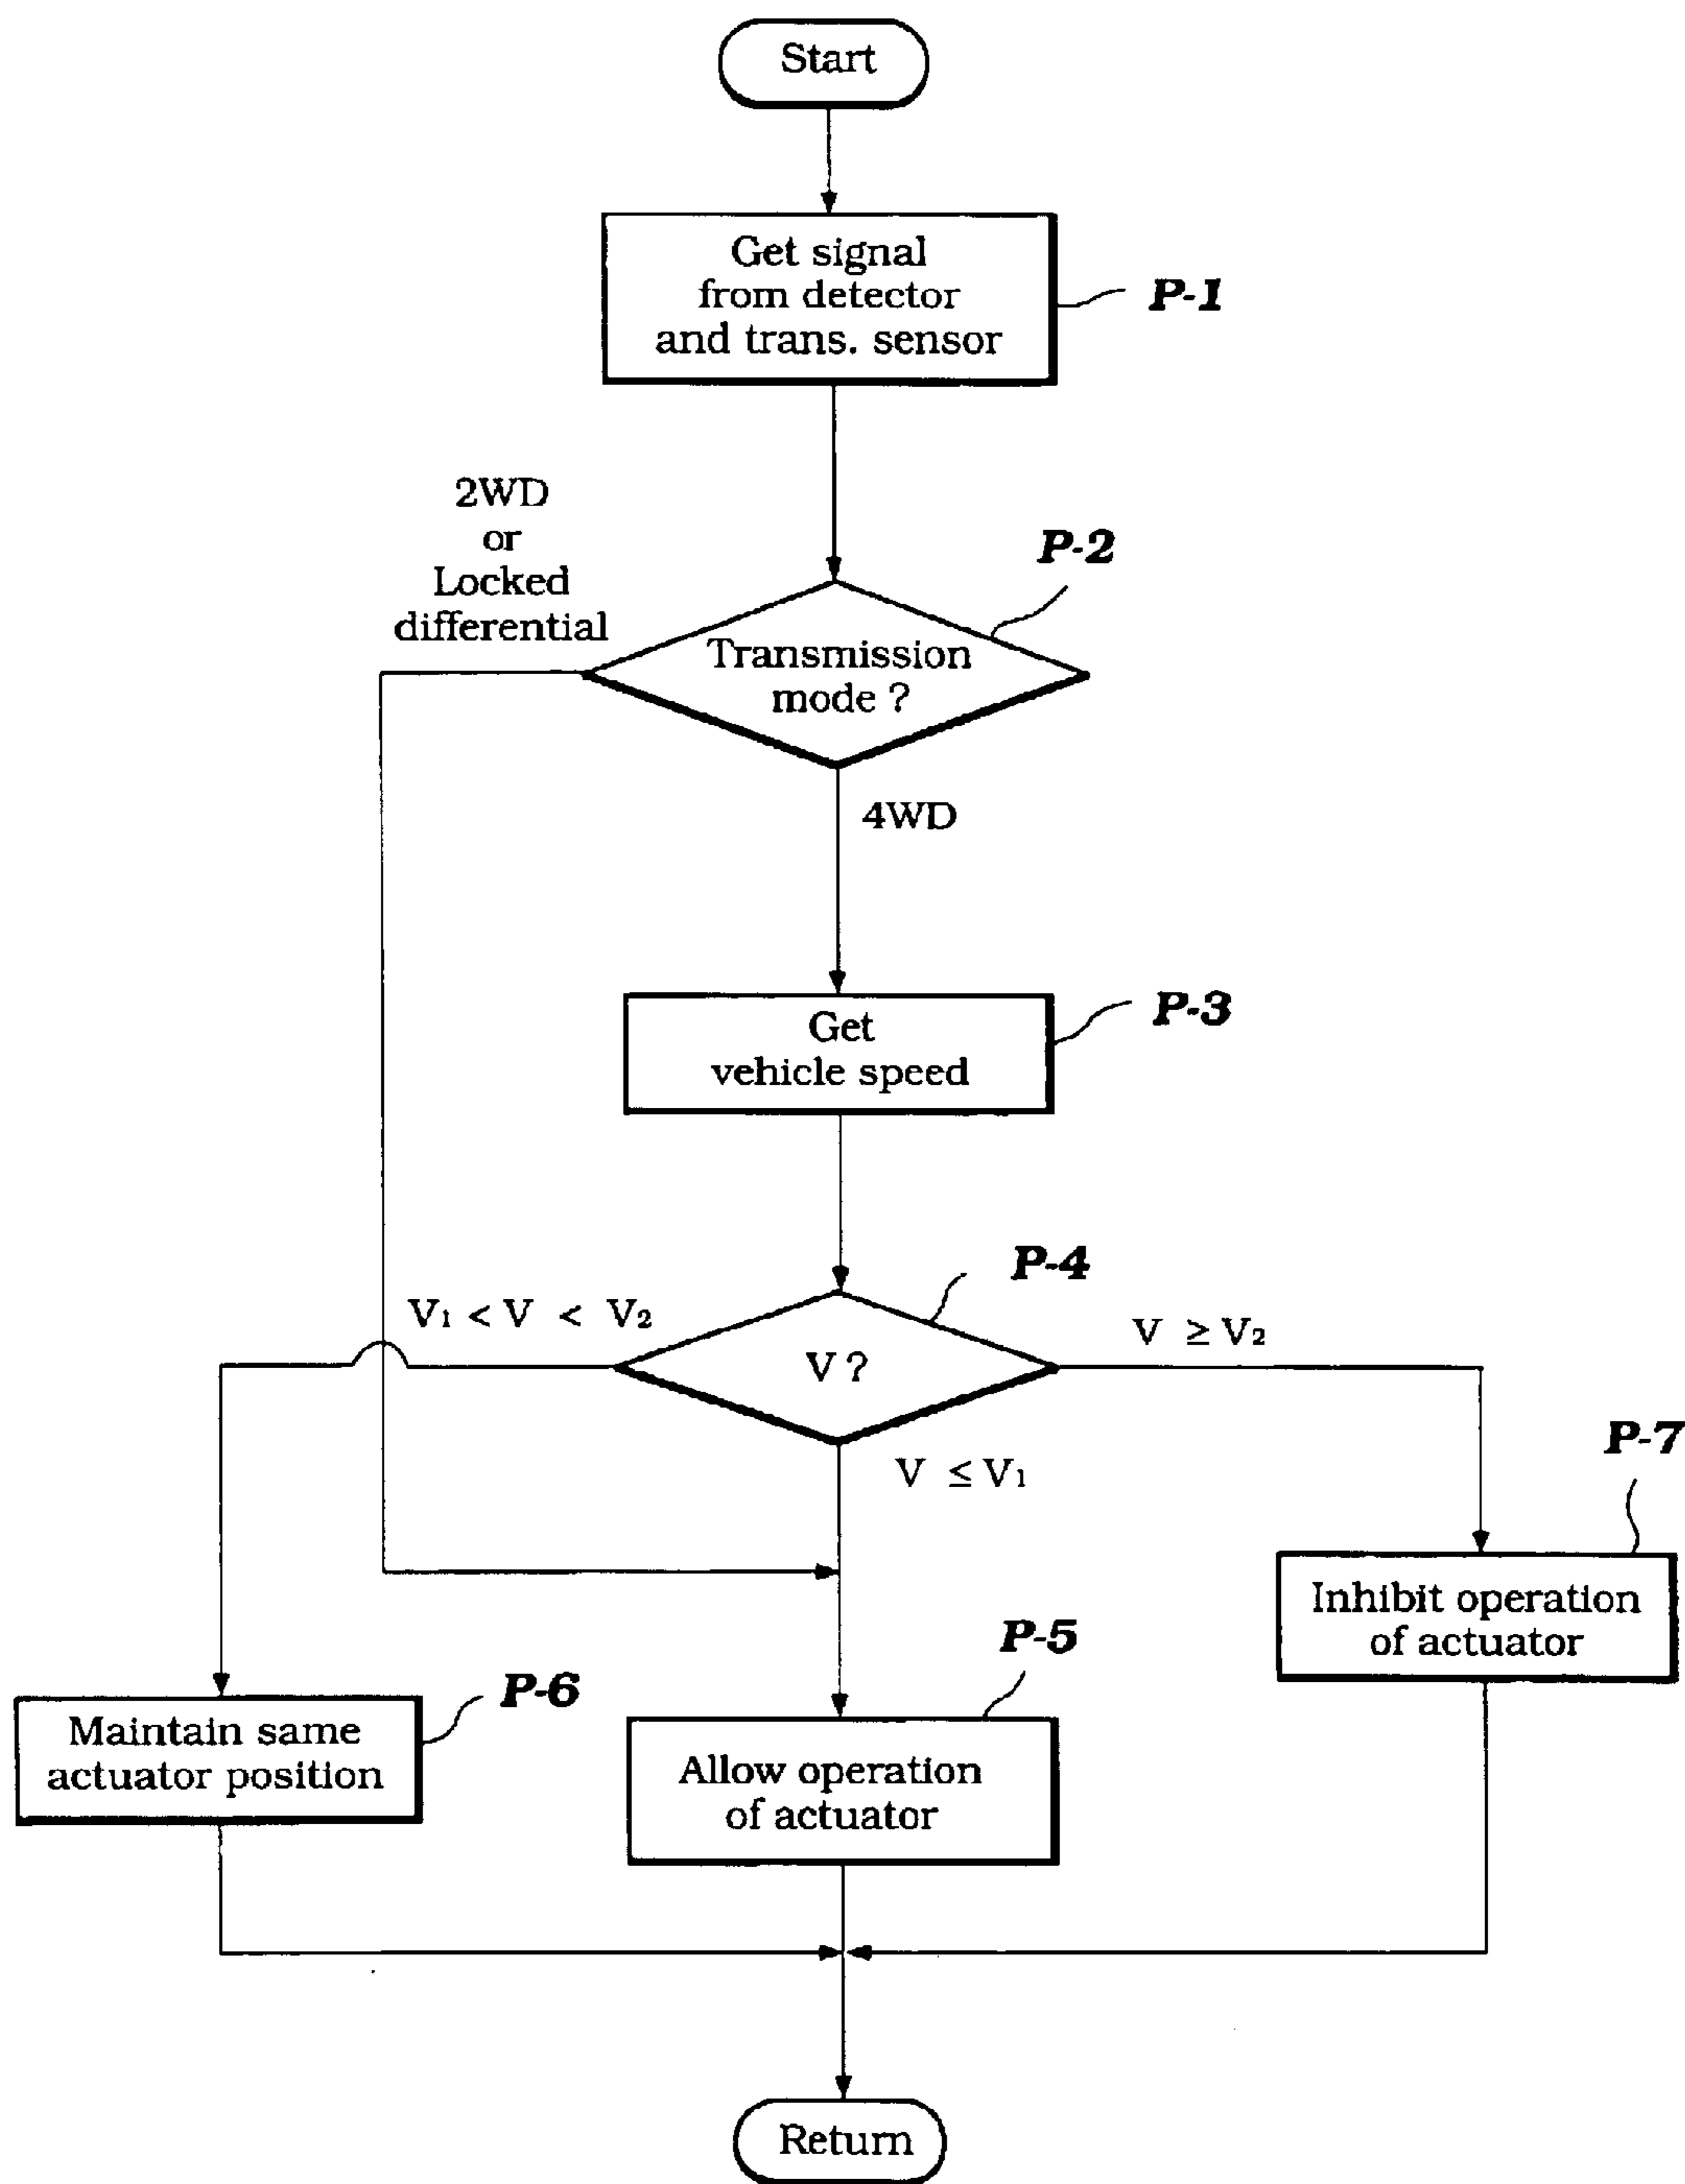 Start
Get signal
from detector
and trans. sensor
P-1
2WD
or
Locked
differential
P-2
Transmission
mode ?
4WD
P-3
Get
vehicle speed
P-4
V₁ < V < V₂
V ?
V ≥ V₂
V ≤ V₁
P-7
Inhibit operation
of actuator
P-5
P-6
Maintain same
actuator position
Allow operation
of actuator
Return